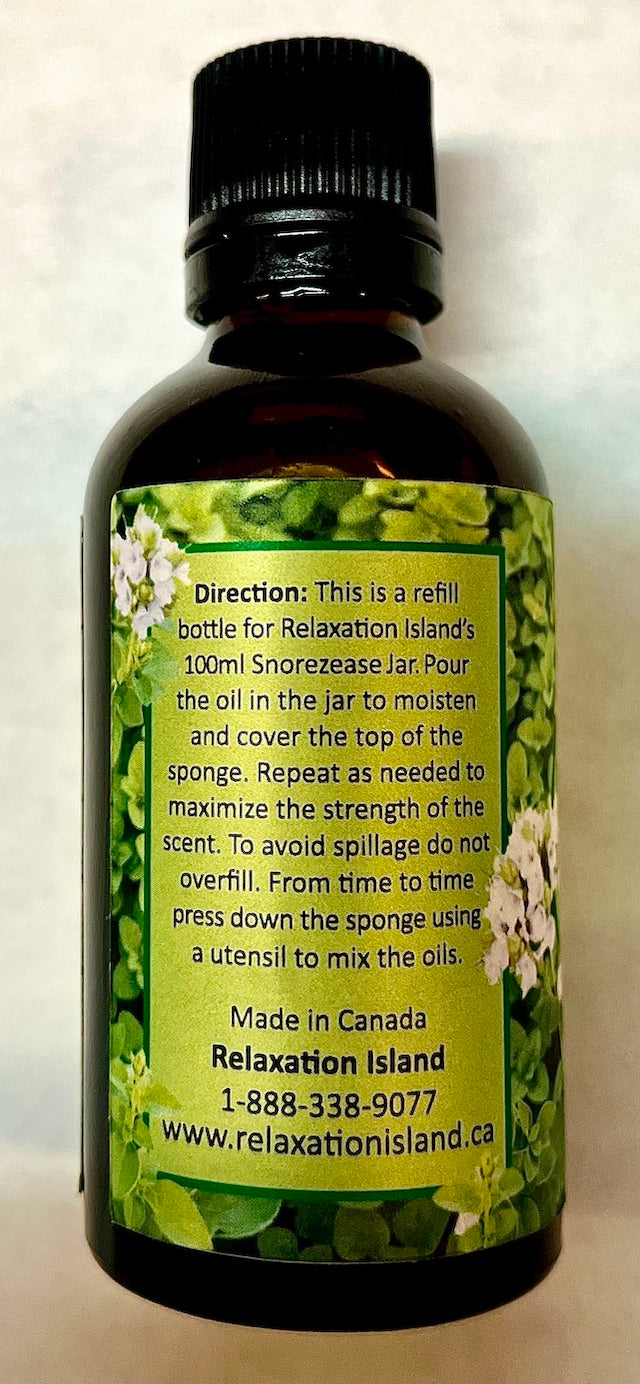 Direction: This is a refill
bottle for Relaxation Island's
100ml Snorezease Jar. Pour
the oil in the jar to moisten
and cover the top of the
sponge. Repeat as needed to
maximize the strength of the
scent. To avoid spillage do not
overfill. From time to time
press down the sponge using
a utensil to mix the oils.
Made in Canada
Relaxation Island
1-888-338-9077
www.relaxationisland.ca